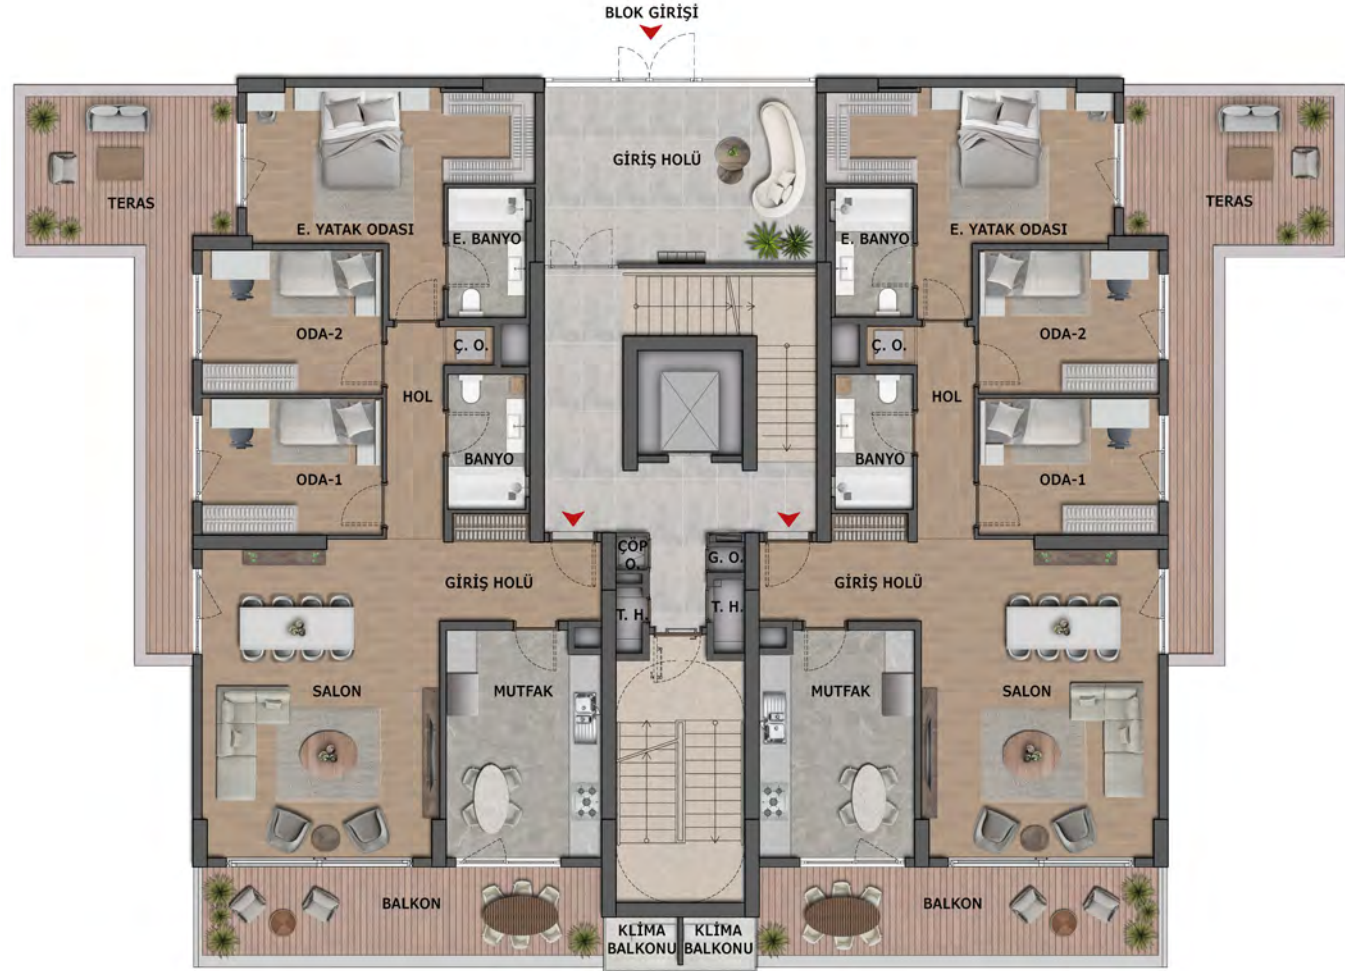 BLOK GİRİŞİ
GİRİŞ HOLÜ
TERAS
TERAS
E. YATAK ODASI
E. BANYO
E. BANYO
E. YATAK ODASI
ODA-2
ODA-2
Ç. O.
Ç. O.
HOL
HOL
BANYO
BANYO
ODA-1
ODA-1
ÇÖP
O.
G. O.
GİRİŞ HOLÜ
GİRİŞ HOLÜ
T. H.
T. H.
SALON
MUTFAK
MUTFAK
SALON
BALKON
BALKON
KLİMA
BALKONU
KLİMA
BALKONU